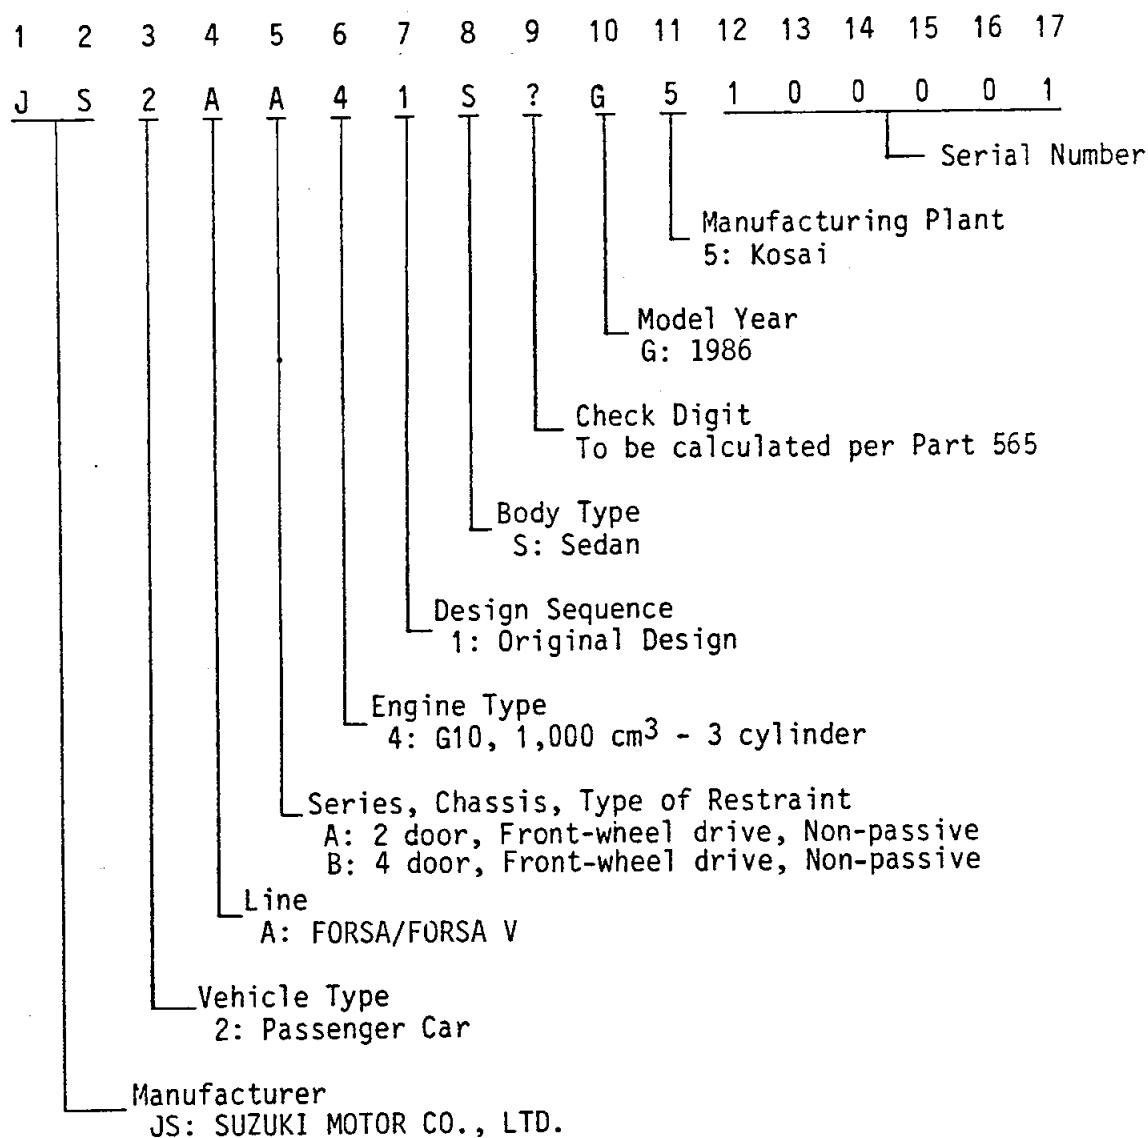 1 2 3 4 5 6 7 8 9 10 11 12 13 14 15 16 17
J S 2 A A 4 1 S ? G 5 1 0 0 0 0 1
Serial Number
Manufacturing Plant
5: Kosai
Model Year
G: 1986
Check Digit
To be calculated per Part 565
Body Type
S: Sedan
Design Sequence
1: Original Design
Engine Type
4: G10, 1,000 cm³ - 3 cylinder
Series, Chassis, Type of Restraint
A: 2 door, Front-wheel drive, Non-passive
B: 4 door, Front-wheel drive, Non-passive
Line
A: FORSA/FORSA V
Vehicle Type
2: Passenger Car
Manufacturer
JS: SUZUKI MOTOR CO., LTD.